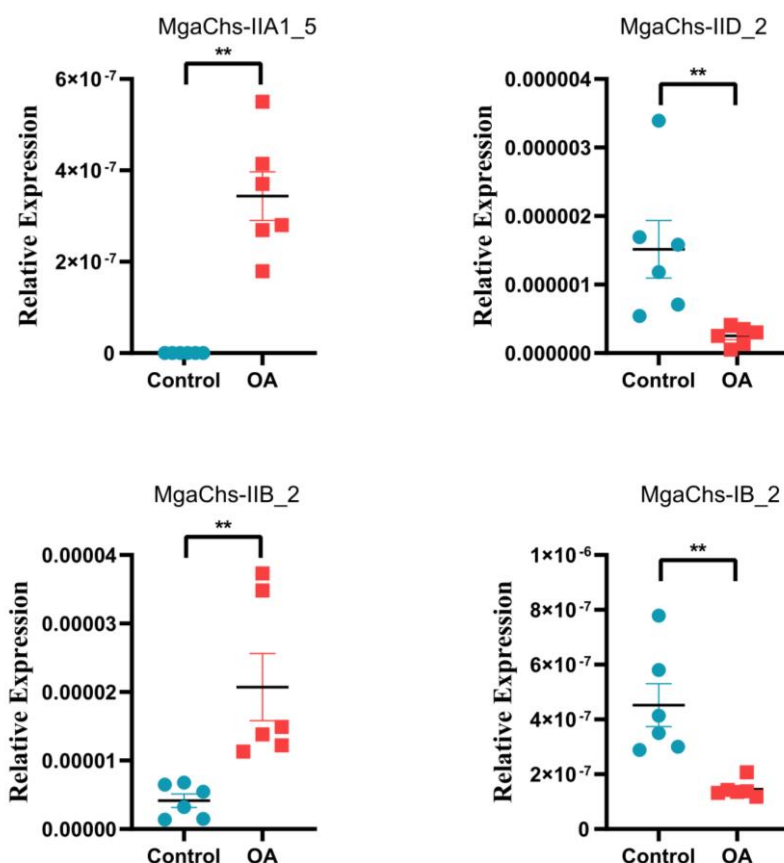 MgaChs-IIA1_5
**
Relative Expression
6×10⁻⁷
4×10⁻⁷
2×10⁻⁷
0
Control OA
MgaChs-IID_2
**
Relative Expression
0.000004
0.000003
0.000002
0.000001
0.000000
Control OA
MgaChs-IIB_2
**
Relative Expression
0.00004
0.00003
0.00002
0.00001
0.00000
Control OA
MgaChs-IB_2
**
Relative Expression
1×10⁻⁶
8×10⁻⁷
6×10⁻⁷
4×10⁻⁷
2×10⁻⁷
0
Control OA